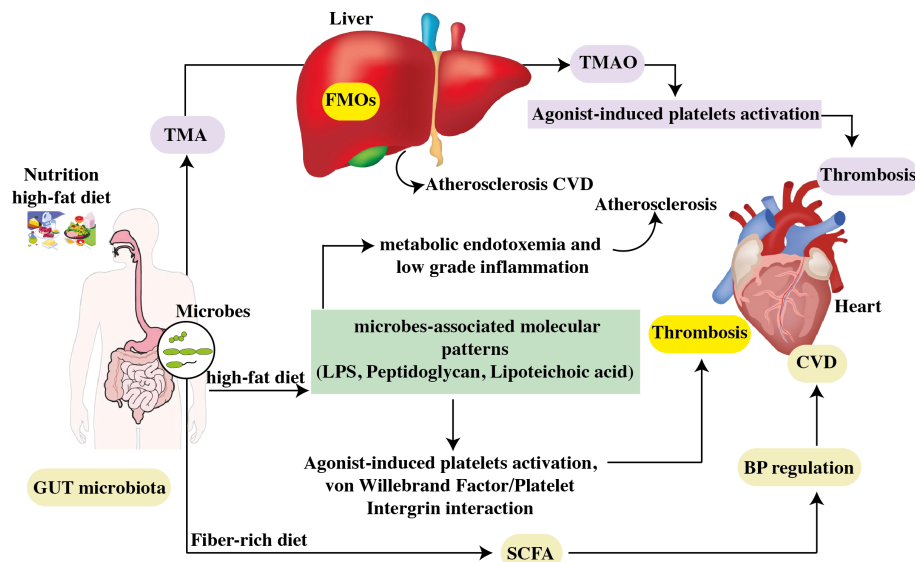 Liver
FMOs
TMAO
Agonist-induced platelets activation
TMA
Thrombosis
Atherosclerosis CVD
Nutrition
high-fat diet
Atherosclerosis
metabolic endotoxemia and
low grade inflammation
Microbes
Heart
microbes-associated molecular
patterns
(LPS, Peptidoglycan, Lipoteichoic acid)
Thrombosis
high-fat diet
CVD
Agonist-induced platelets activation,
von Willebrand Factor/Platelet
Intergrin interaction
BP regulation
GUT microbiota
Fiber-rich diet
SCFA